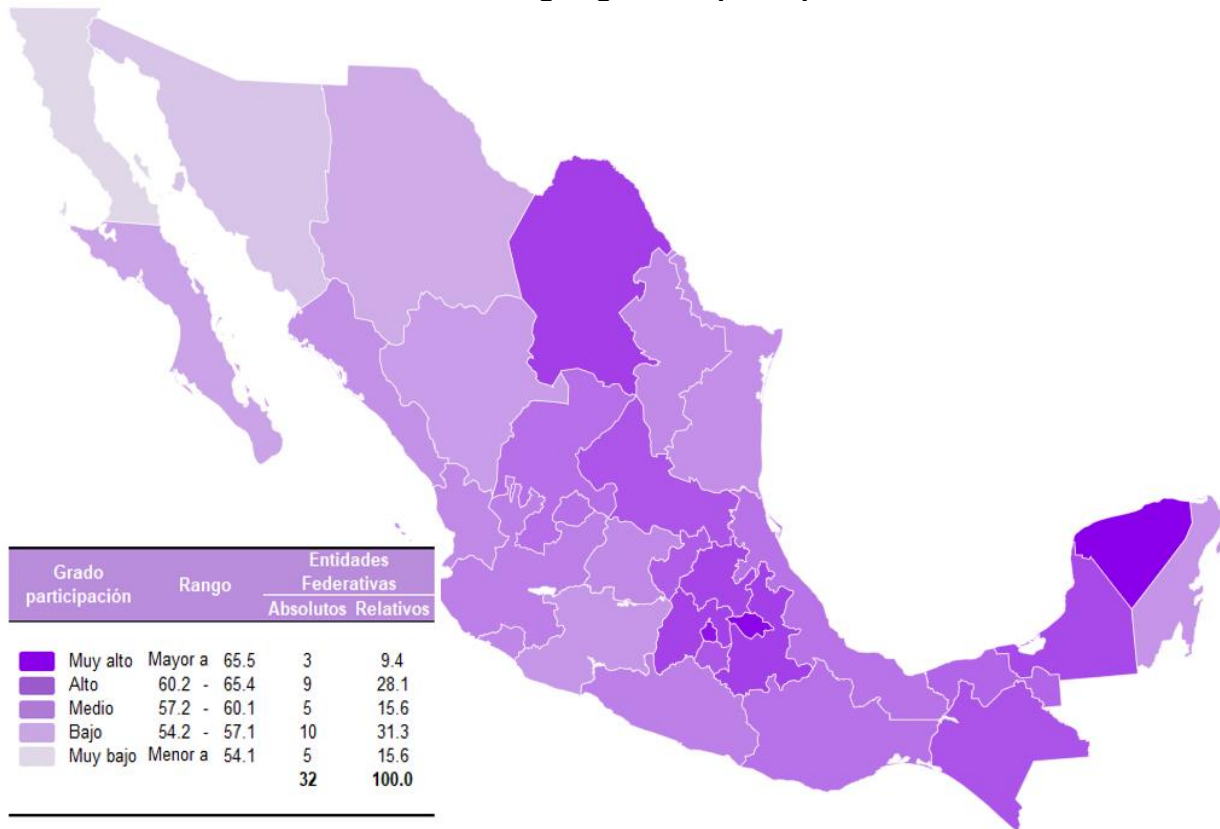 Grado participación Rango Entidades Federativas
Absolutos Relativos
Muy alto Mayor a 65.5 3 9.4
Alto 60.2 - 65.4 9 28.1
Medio 57.2 - 60.1 5 15.6
Bajo 54.2 - 57.1 10 31.3
Muy bajo Menor a 54.1 5 15.6
32 100.0